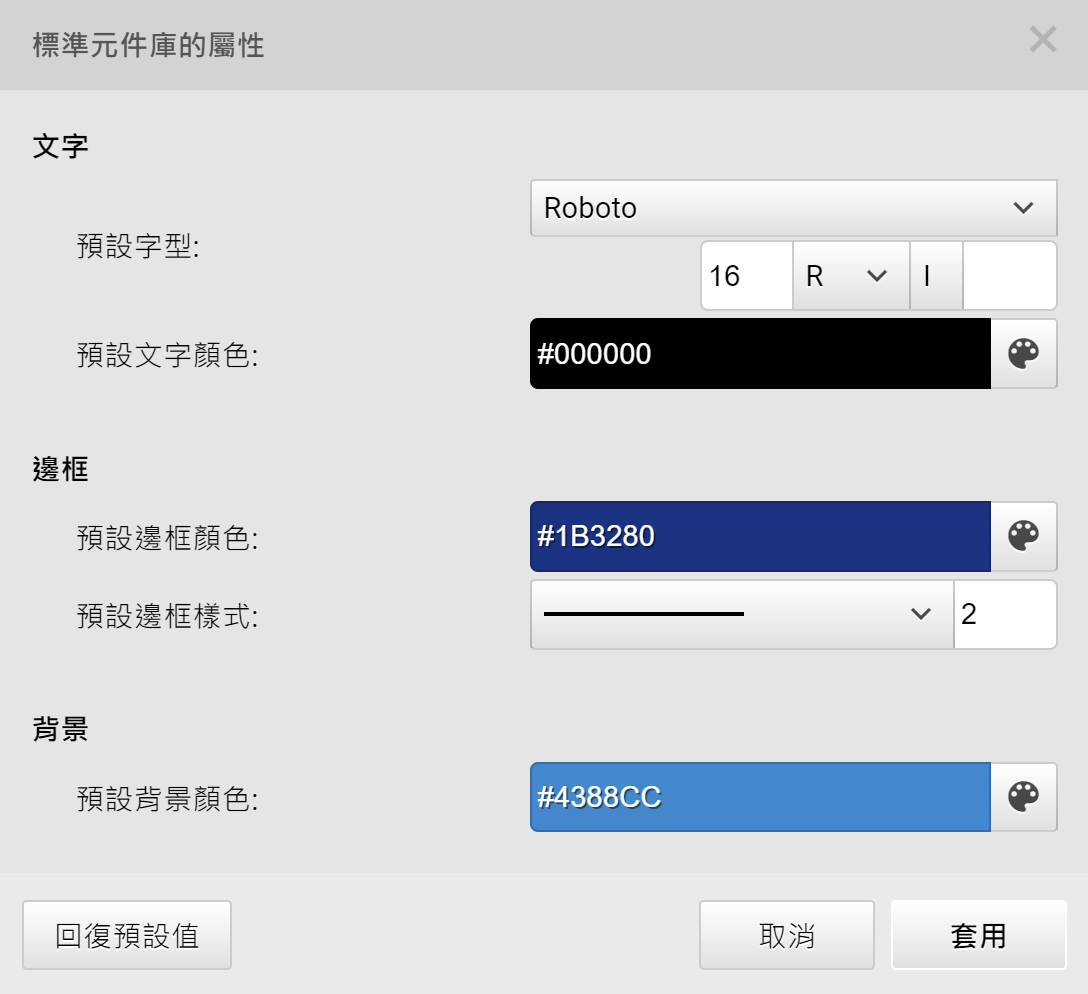 標準元件庫的屬性
文字
Roboto
預設字型:
16 R I
預設文字顏色: #000000
邊框
預設邊框顏色: #1B3280
預設邊框樣式: 2
背景
預設背景顏色: #4388CC
回復預設值 取消 套用